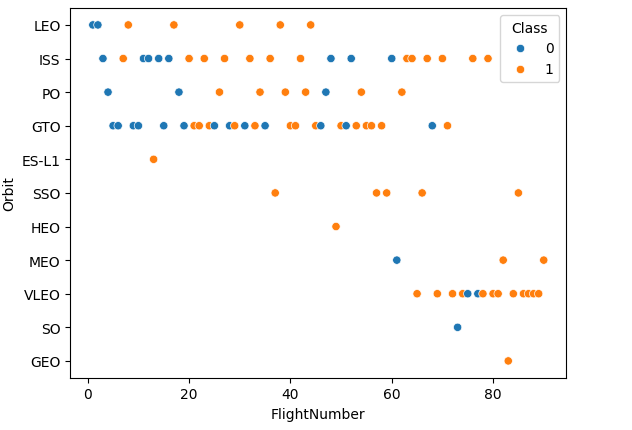 LEO
ISS
PO
GTO
ES-L1
SSO
HEO
MEO
VLEO
SO
GEO
Orbit
Class
0
1
0
20
40
60
80
FlightNumber